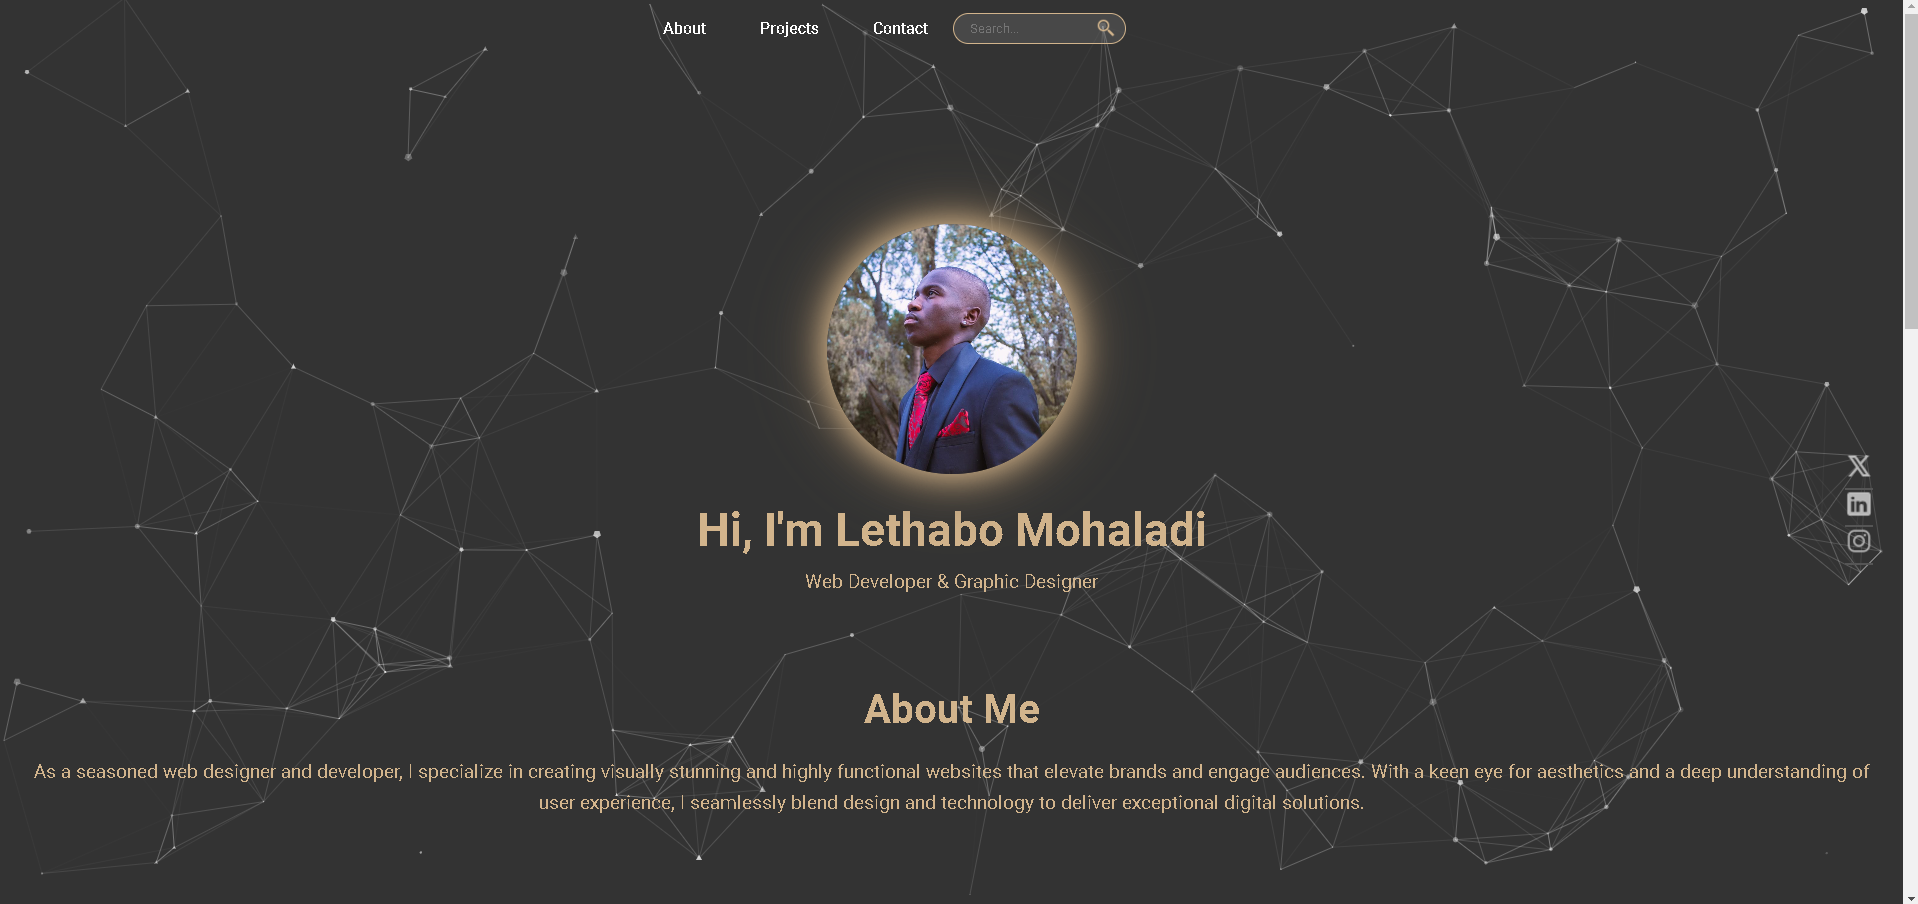 About Projects Contact Search...
Hi, I'm Lethabo Mohaladi
Web Developer & Graphic Designer
About Me
As a seasoned web designer and developer, I specialize in creating visually stunning and highly functional websites that elevate brands and engage audiences. With a keen eye for aesthetics and a deep understanding of
user experience, I seamlessly blend design and technology to deliver exceptional digital solutions.